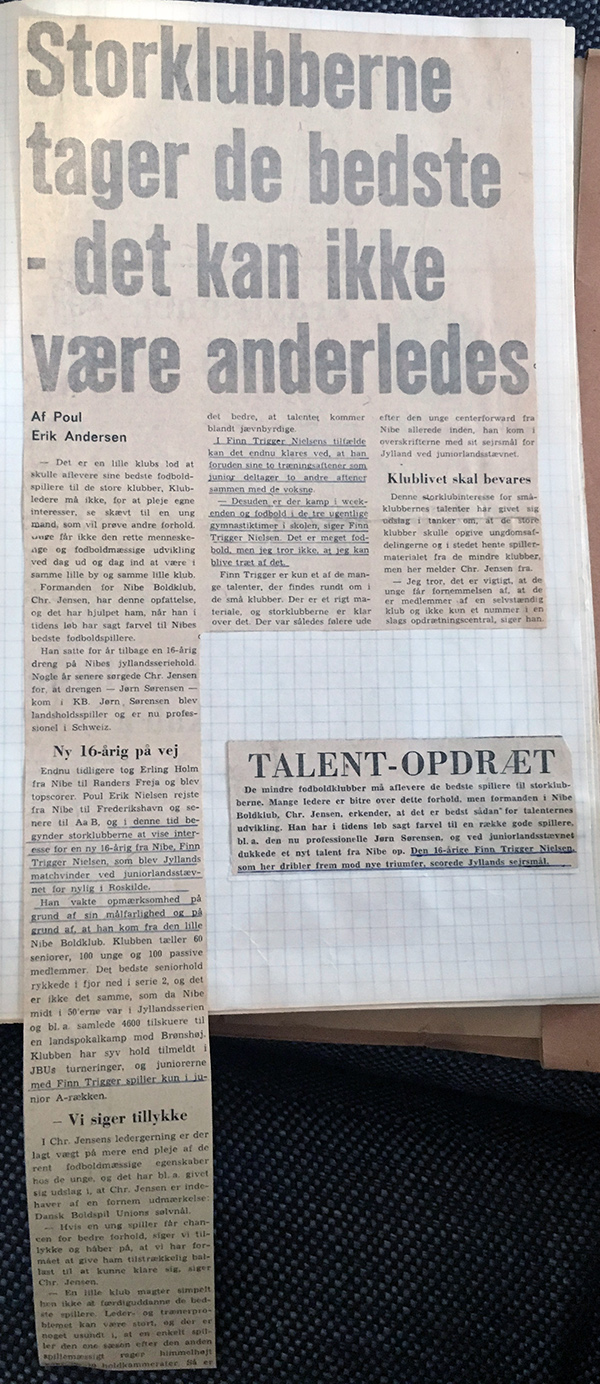 Storklubberne
tager de bedste
- det kan ikke
være anderledes
Af Poul
Erik Andersen
— Det er en lille klubs lod at
skulle aflevere sine bedste fodbold-
spillere til de store klubber, Klub-
ledere må ikke, for at pleje egne
interesser, se skævt til en ung
mand, som vil prøve andre forhold.
Unge får ikke den rette menneske-
lige og fodboldmæssige udvikling
ved dag ud og dag ind at være i
samme lille by og samme lille klub.
Formanden for Nibe Boldklub,
Chr. Jensen, har denne opfattelse,
og det har hjulpet ham, når han i
tidens løb har sagt farvel til Nibes
bedste fodboldspillere.
Han satte for år tilbage en 16-årig
dreng på Nibes jyllandsseriehold.
Nogle år senere sørgede Chr. Jensen
for, at drengen — Jørn Sørensen —
kom i KB. Jørn Sørensen blev
landsholdsspiller og er nu profes-
sionel i Schweiz.
Ny 16-årig på vej
Endnu tidligere tog Erling Holm
fra Nibe til Randers Freja og blev
topscorer. Poul Erik Nielsen rejste
fra Nibe til Frederikshavn og se-
nere til AaB, og i denne tid be-
gynder storklubberne at vise inter-
esse for en ny 16-årig fra Nibe, Finn
Trigger Nielsen, som blev Jyllands
matchvinder ved juniorlandsstæv-
net for nylig i Roskilde.
Han vakte opmærksomhed på
grund af sin målfarlighed og på
grund af, at han kom fra den lille
Nibe Boldklub. Klubben tæller 60
seniorer, 100 unge og 100 passive
medlemmer. Det bedste seniorhold
rykkede i fjor ned i serie 2, og det
er ikke det samme, som da Nibe
midt i 50'erne var i Jyllandsserien
og bl. a. samlede 4600 tilskuere til
en landspokalkamp mod Brønshøj.
Klubben har syv hold tilmeldt i
JBUs turneringer, og juniorerne
med Finn Trigger spiller kun i ju-
nior A-rækken.
— Vi siger tillykke
I Chr. Jensens ledergerning er der
lagt vægt på mere end pleje af de
rent fodboldmæssige egenskaber
hos de unge, og det har bl. a. givet
sig udslag i, at Chr. Jensen er inde-
haver af en fornem udmærkelse:
Dansk Boldspil Unions sølvnål.
— Hvis en ung spiller får chan-
cen for bedre forhold, siger vi til-
lykke og håber på, at vi har for-
mået at give ham tilstrækkelig bal-
last til at kunne klare sig, siger
Chr. Jensen.
— En lille klub magter simpelt
hen ikke at færdiguddanne de bed-
ste spillere. Leder- og trænerpro-
blemet kan være stort, og der er
noget usundt i, at en enkelt spil-
ler den ene sæson efter den anden
spillemæssigt rager himmelhøjt
holdkammerater. Så er
det bedre, at talentet kommer
blandt jævnbyrdige.
I Finn Trigger Nielsens tilfælde
kan det endnu klares ved, at han
foruden sine to træningsaftener som
junior deltager to andre aftener
sammen med de voksne.
— Desuden er der kamp i week-
enden og fodbold i de tre ugentlige
gymnastiktimer i skolen, siger Finn
Trigger Nielsen. Det er meget fod-
bold, men jeg tror ikke, at jeg kan
blive træt af det.
Finn Trigger er kun et af de man-
ge talenter, der findes rundt om i
de små klubber. Der er et rigt ma-
teriale, og storklubberne er klar
over det. Der var således følere ude
efter den unge centerforward fra
Nibe allerede inden, han kom i
overskrifterne med sit sejrsmål for
Jylland ved juniorlandsstævnet.
Klublivet skal bevares
Denne storklubinteresse for små-
klubbernes talenter har givet sig
udslag i tanker om, at de store
klubber skulle opgive ungdomsaf-
delingerne og i stedet hente spiller-
materialet fra de mindre klubber,
men her melder Chr. Jensen fra.
— Jeg tror, det er vigtigt, at de
unge får fornemmelsen af, at de
er medlemmer af en selvstændig
klub og ikke kun et nummer i en
slags opdrætningscentral, siger han.
TALENT-OPDRÆT
De mindre fodboldklubber må aflevere de bedste spillere til storklub-
berne. Mange ledere er bitre over dette forhold, men formanden i Nibe
Boldklub, Chr. Jensen, erkender, at det er bedst sådan for talenternes
udvikling. Han har i tidens løb sagt farvel til en række gode spillere,
bl. a. den nu professionelle Jørn Sørensen, og ved juniorlandsstævnet
dukkede et nyt talent fra Nibe op. Den 16-årige Finn Trigger Nielsen,
som her dribler frem mod nye triumfer, scorede Jyllands sejrsmål.